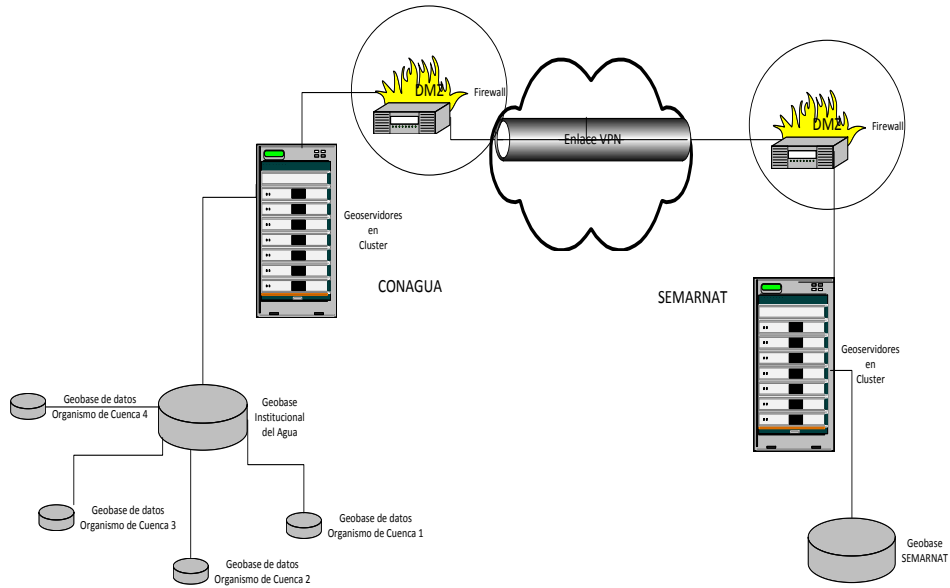 DMZ
Firewall
Enlace VPN
DMZ
Firewall
Geoservidores
en
Cluster
CONAGUA
SEMARNAT
Geoservidores
en
Cluster
Geobase de datos
Organismo de Cuenca 4
Geobase
Institucional
del Agua
Geobase de datos
Organismo de Cuenca 3
Geobase de datos
Organismo de Cuenca 1
Geobase de datos
Organismo de Cuenca 2
Geobase
SEMARNAT